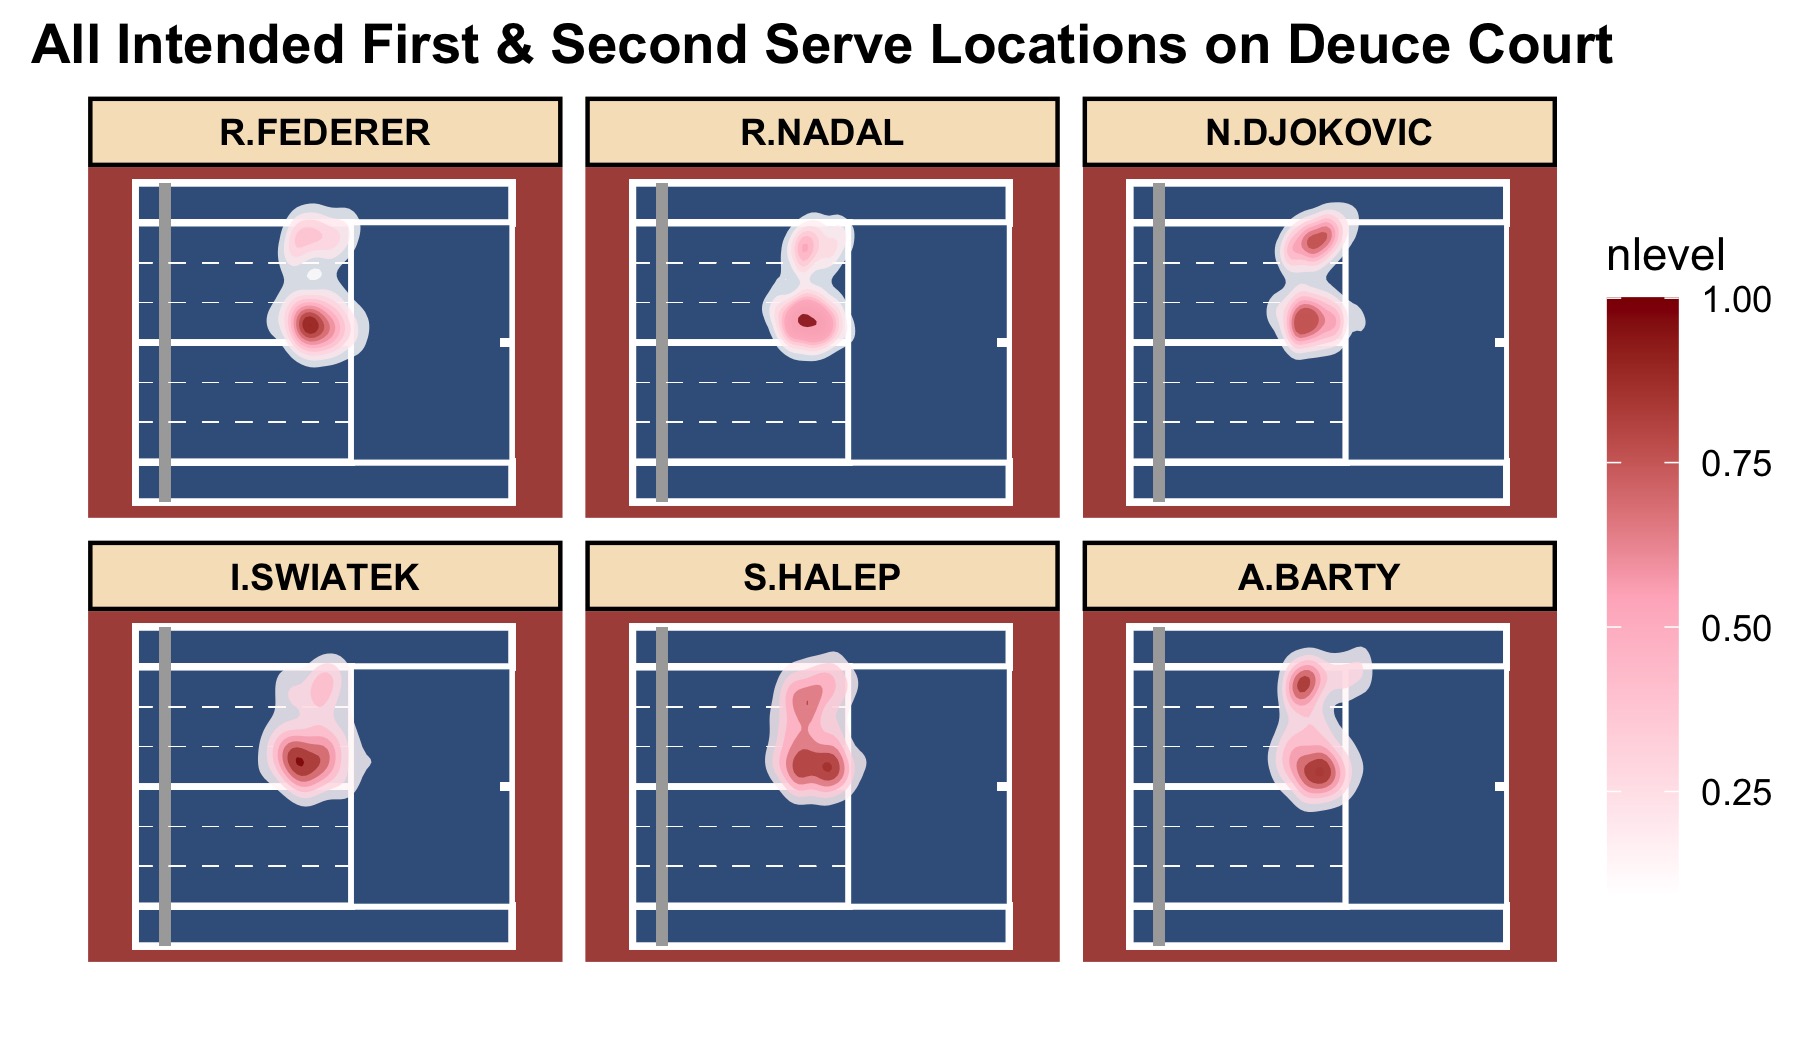 All Intended First & Second Serve Locations on Deuce Court
R.FEDERER
R.NADAL
N.DJOKOVIC
I.SWIATEK
S.HALEP
A.BARTY
nlevel
1.00
0.75
0.50
0.25